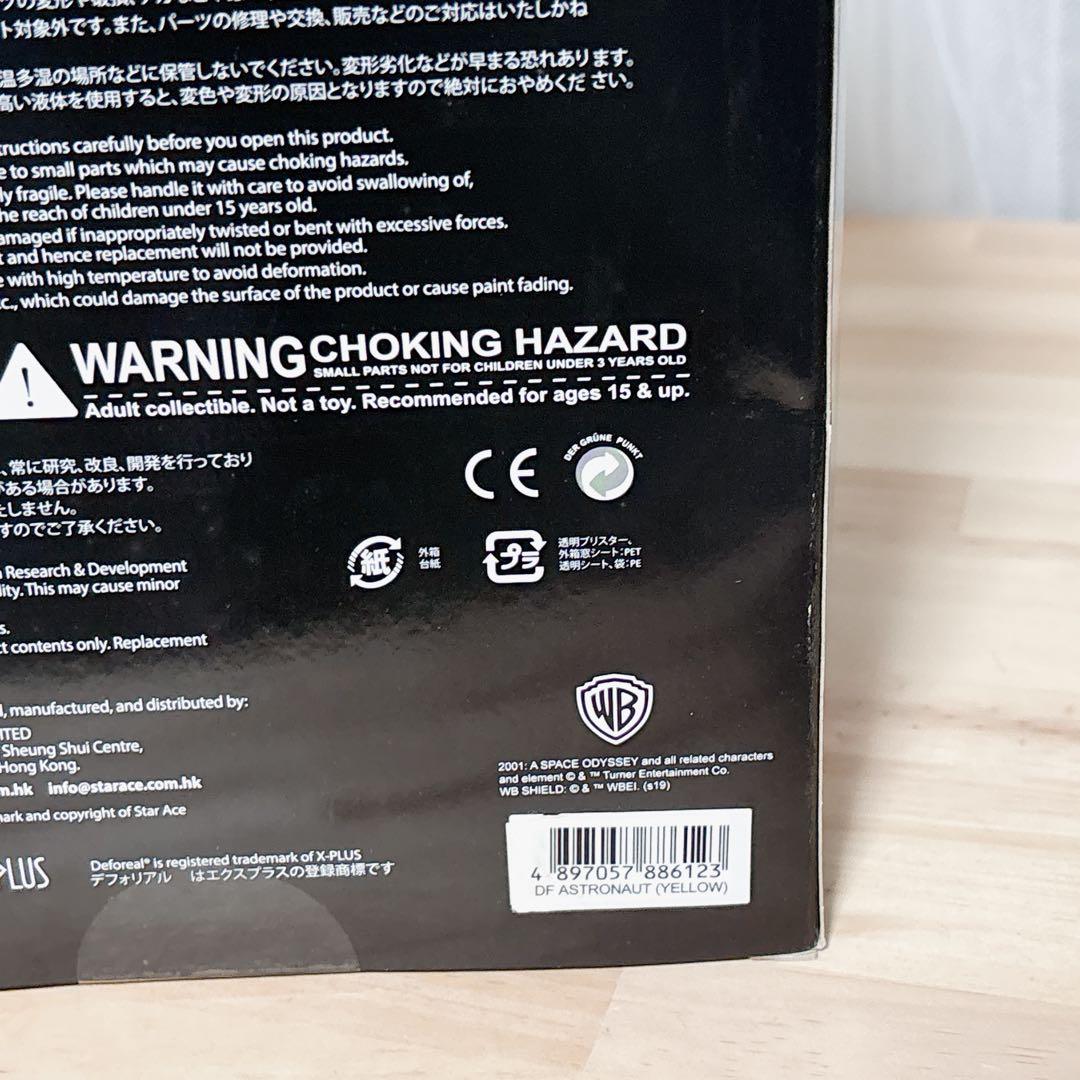 ト対象外です。また、パーツの修理や交換、販売などのご対応はいたしかね
温多湿の場所などに保管しないでください。変形劣化などが早まる恐れあります。
高い液体を使用すると、変色や変形の原因となりますので絶対におやめください。
tructions carefully before you open this product.
e to small parts which may cause choking hazards.
ly fragile. Please handle it with care to avoid swallowing of,
he reach of children under 15 years old.
amaged if inappropriately twisted or bent with excessive forces.
t and hence replacement will not be provided.
e with high temperature to avoid deformation.
c., which could damage the surface of the product or cause paint fading.
WARNING CHOKING HAZARD
SMALL PARTS NOT FOR CHILDREN UNDER 3 YEARS OLD
Adult collectible. Not a toy. Recommended for ages 15 & up.
、常に研究、改良、開発を行っており
がある場合があります。
たしません。
すのでご了承ください。
CE
DER GRÜNE PUNKT
紙
外箱
台紙
プラ
透明ブリスター、
外箱窓シート:PET
透明シート、袋:PE
n Research & Development
lity. This may cause minor
s.
ct contents only. Replacement
l, manufactured, and distributed by:
ITED
Sheung Shui Centre,
Hong Kong.
m.hk info@starace.com.hk
mark and copyright of Star Ace
PLUS
Deforeal® is registered trademark of X-PLUS
デフォリアル はエクスプラスの登録商標です
WB
2001: A SPACE ODYSSEY and all related characters
and element © & ™ Turner Entertainment Co.
WB SHIELD: © & ™ WBEI. (s19)
4 897057 886123
DF ASTRONAUT (YELLOW)